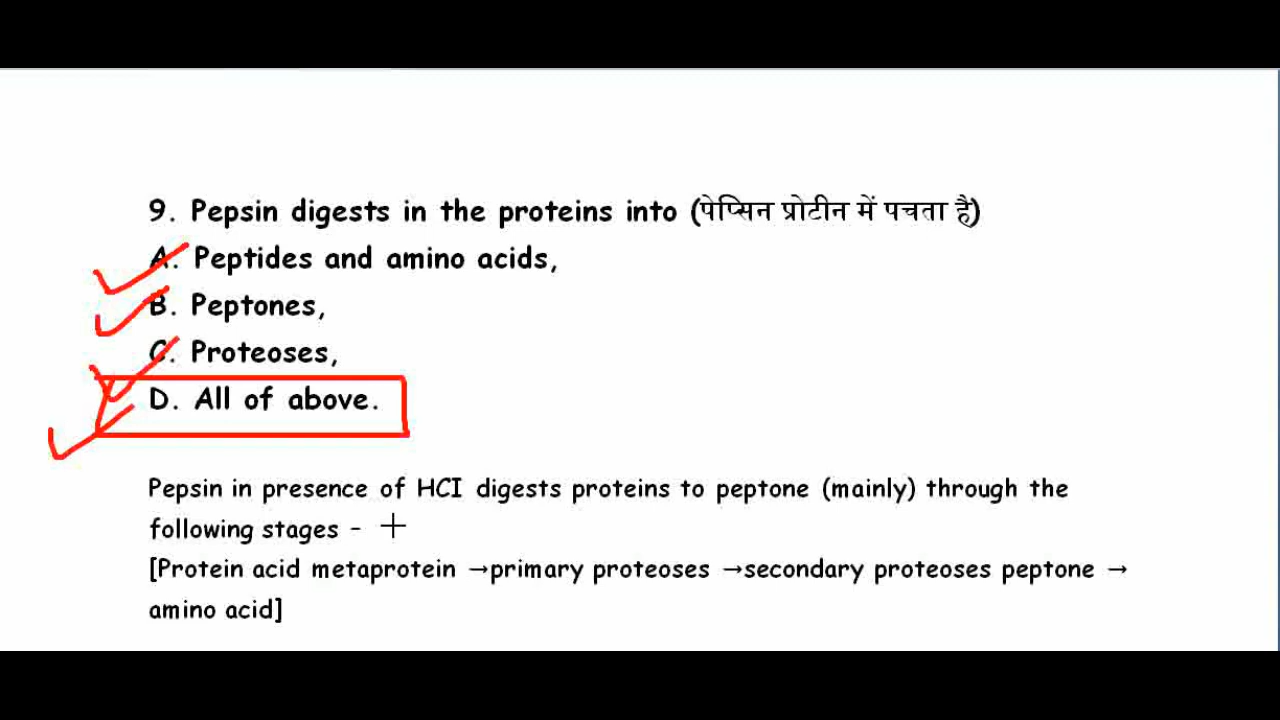 9. Pepsin digests in the proteins into (पेप्सिन प्रोटीन में पचता है)
A. Peptides and amino acids,
B. Peptones,
C. Proteoses,
D. All of above.
Pepsin in presence of HCI digests proteins to peptone (mainly) through the
following stages -
[Protein acid metaprotein →primary proteoses →secondary proteoses peptone →
amino acid]